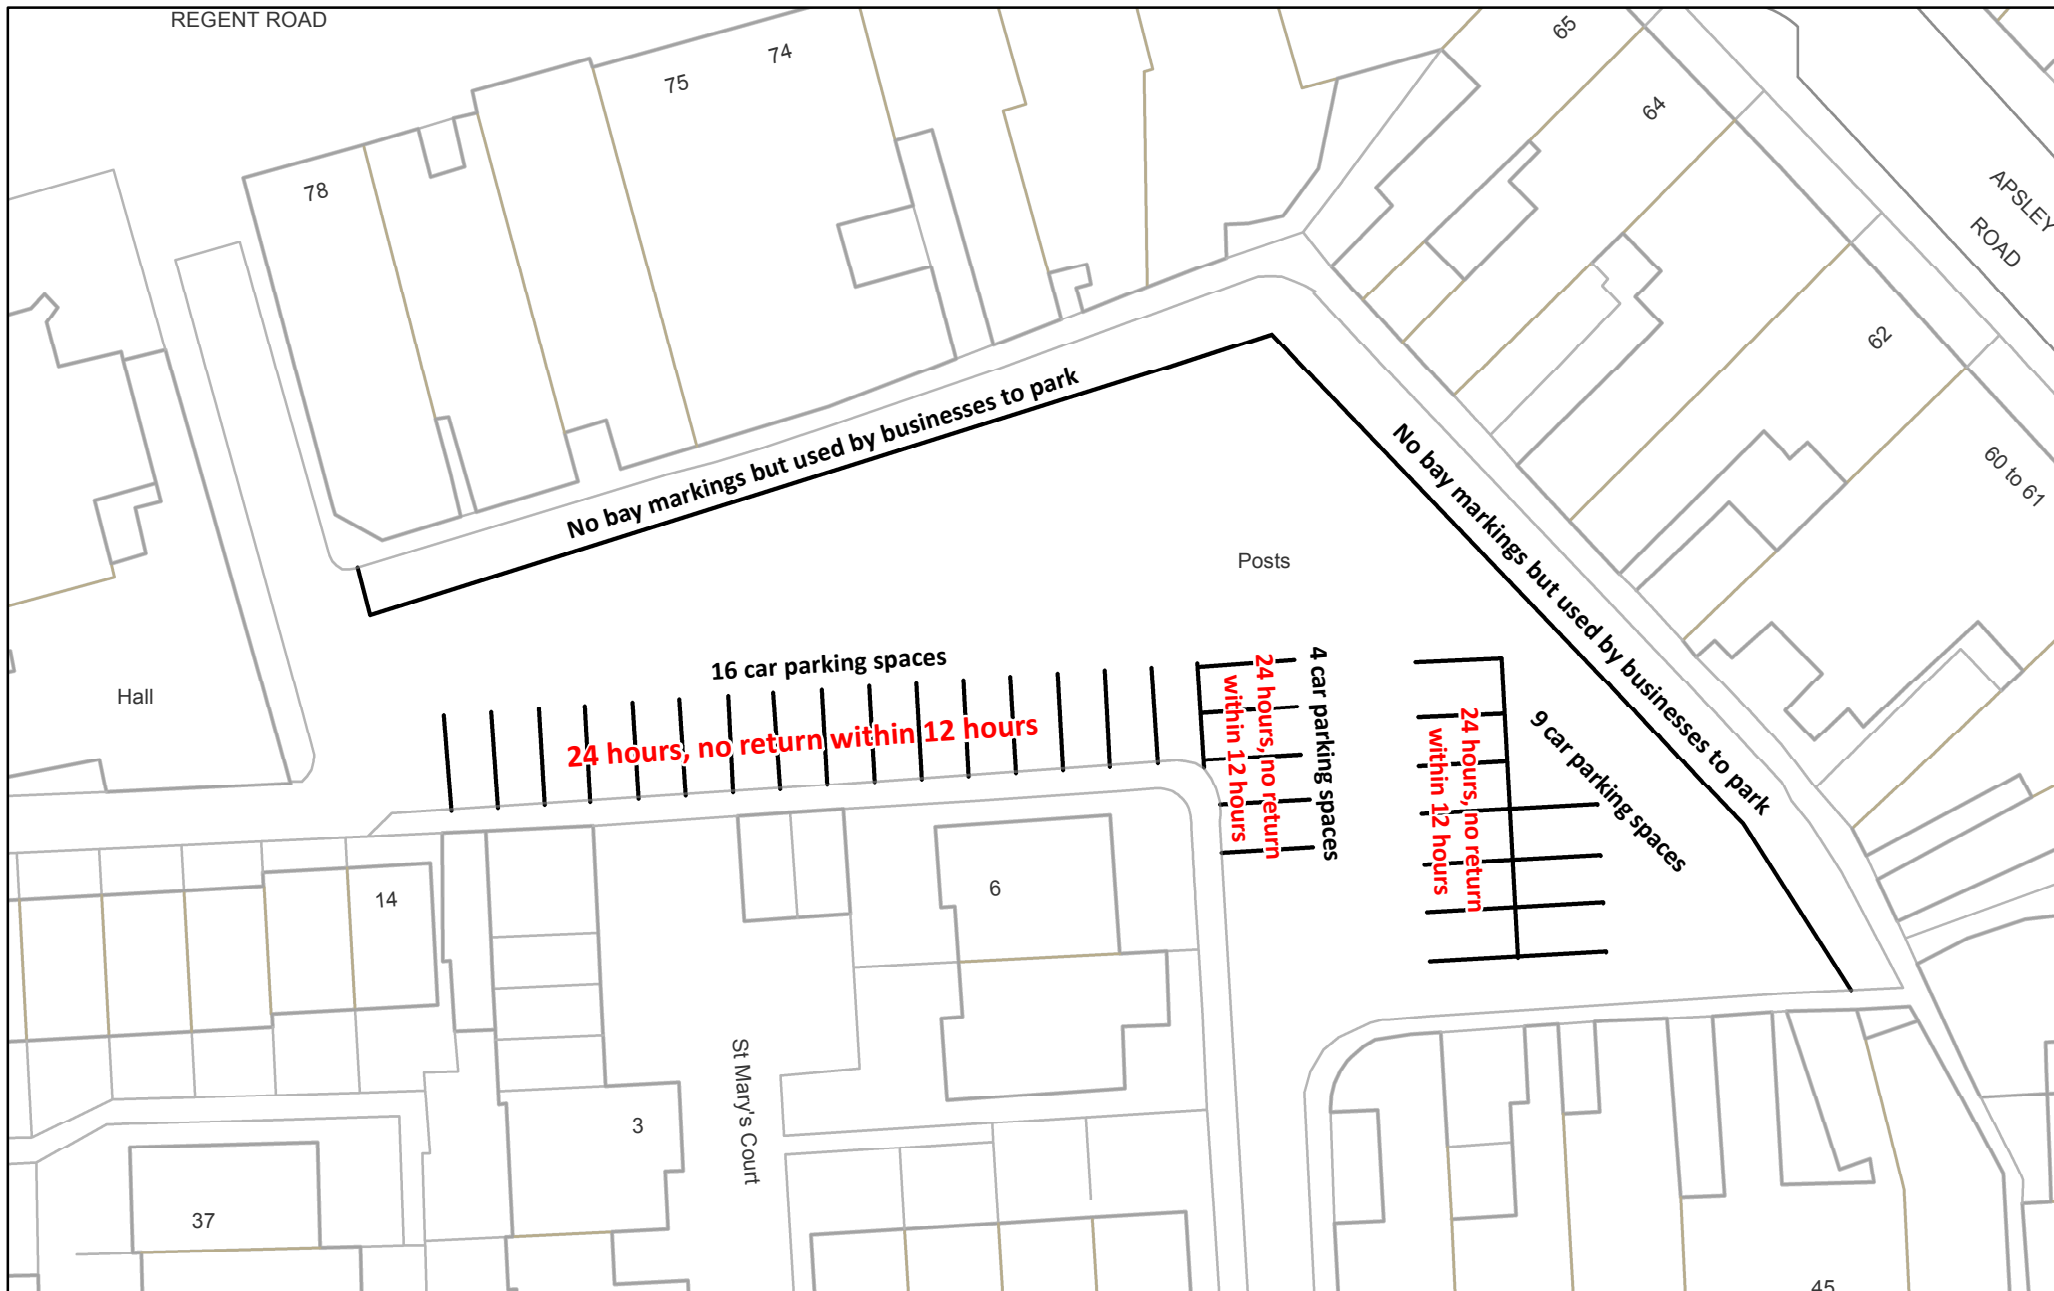 REGENT ROAD
74
75
78
65
64
APSLEY
ROAD
62
60 to 61
No bay markings but used by businesses to park
No bay markings but used by businesses to park
Posts
Hall
16 car parking spaces
24 hours, no return within 12 hours
24 hours, no return
within 12 hours
4 car parking spaces
24 hours, no return
within 12 hours
9 car parking spaces
14
6
St Mary's Court
3
37
45